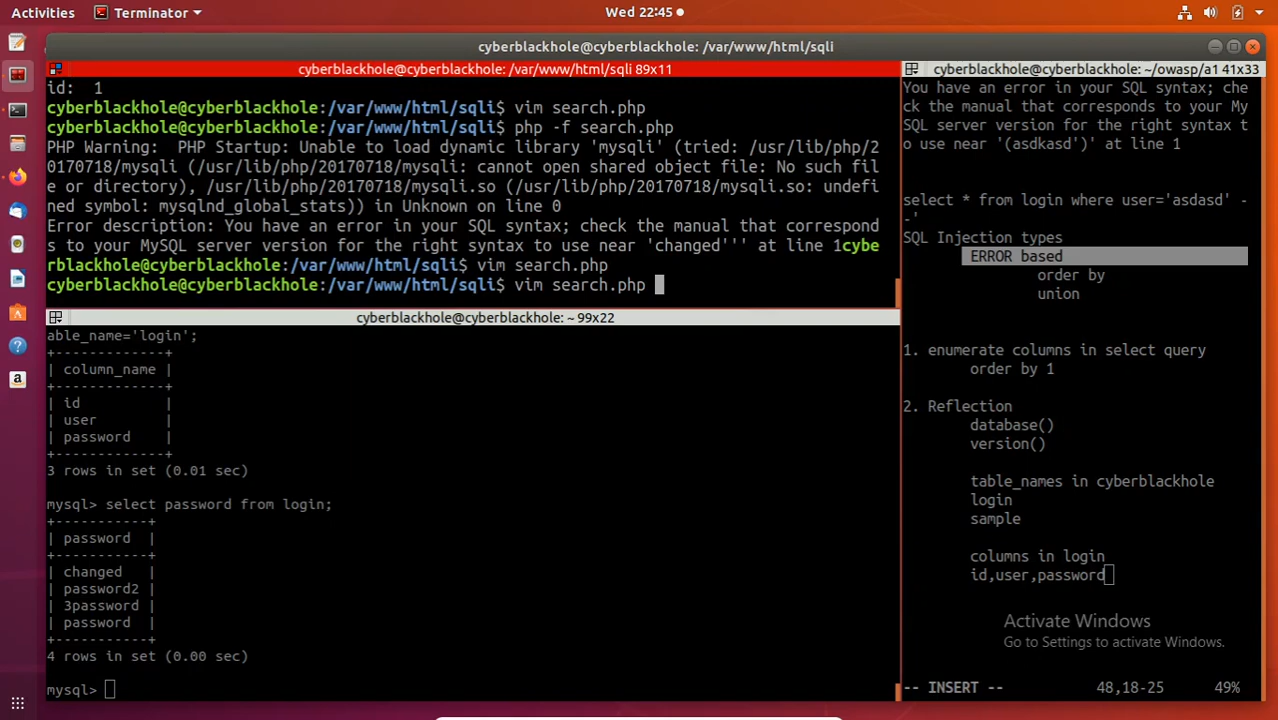 Activities Terminator Wed 22:45
cyberblackhole@cyberblackhole: /var/www/html/sqli
cyberblackhole@cyberblackhole: /var/www/html/sqli 89x11
id:  1
cyberblackhole@cyberblackhole:/var/www/html/sqli$ vim search.php
cyberblackhole@cyberblackhole:/var/www/html/sqli$ php -f search.php
PHP Warning:  PHP Startup: Unable to load dynamic library 'mysqli' (tried: /usr/lib/php/2
0170718/mysqli (/usr/lib/php/20170718/mysqli: cannot open shared object file: No such fil
e or directory), /usr/lib/php/20170718/mysqli.so (/usr/lib/php/20170718/mysqli.so: undefi
ned symbol: mysqlnd_global_stats)) in Unknown on line 0
Error description: You have an error in your SQL syntax; check the manual that correspond
s to your MySQL server version for the right syntax to use near 'changed''' at line 1cybe
rblackhole@cyberblackhole:/var/www/html/sqli$ vim search.php
cyberblackhole@cyberblackhole:/var/www/html/sqli$ vim search.php
cyberblackhole@cyberblackhole: ~ 99x22
able_name='login';
+-------------+
| column_name |
+-------------+
| id          |
| user        |
| password    |
+-------------+
3 rows in set (0.01 sec)
mysql> select password from login;
+-----------+
| password  |
+-----------+
| changed   |
| password2 |
| 3password |
| password  |
+-----------+
4 rows in set (0.00 sec)
mysql>
cyberblackhole@cyberblackhole: ~/owasp/a1 41x33
You have an error in your SQL syntax; che
ck the manual that corresponds to your My
SQL server version for the right syntax t
o use near '(asdkasd')' at line 1
select * from login where user='asdasd' -
-'
SQL Injection types
ERROR based
order by
union
1. enumerate columns in select query
order by 1
2. Reflection
database()
version()
table_names in cyberblackhole
login
sample
columns in login
id,user,password
Activate Windows
Go to Settings to activate Windows.
-- INSERT -- 48,18-25 49%